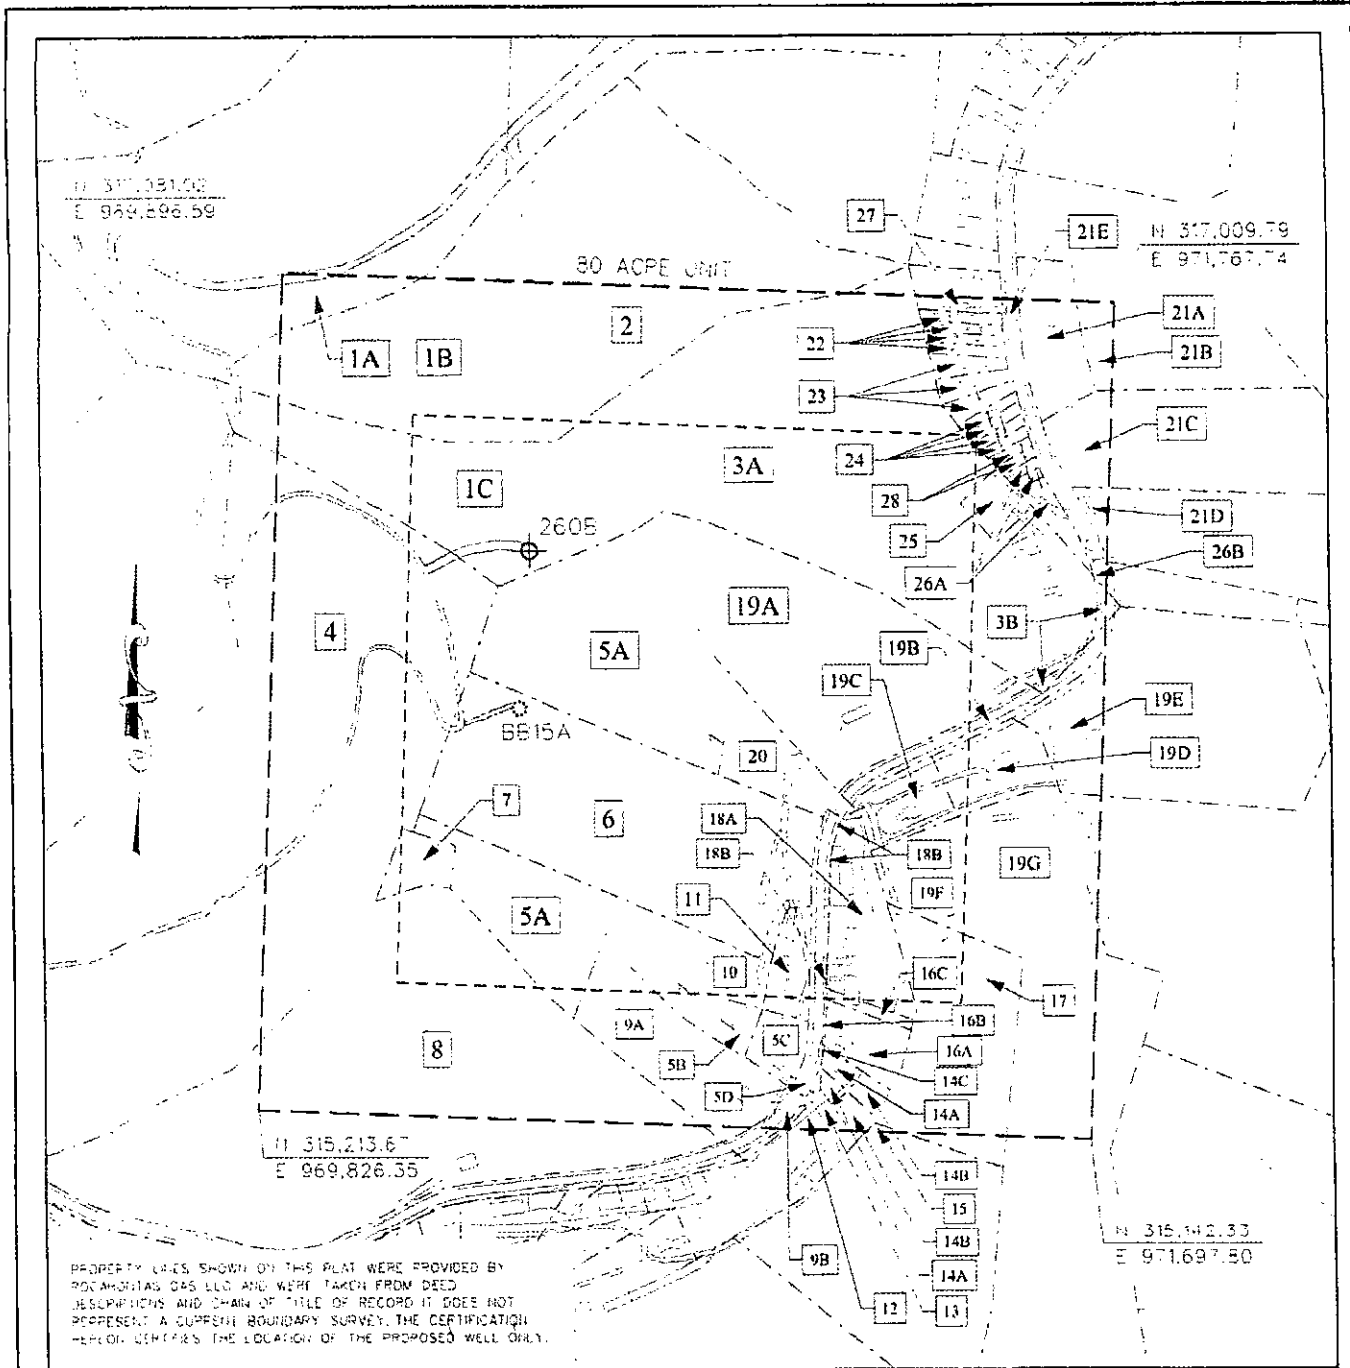 E 969,896.59
80 ACRE UNIT
27
21E
N 317,009.79
E 971,767.74
2
21A
22
1A
1B
21B
23
21C
3A
24
1C
28
260B
25
21D
26B
26A
19A
3B
4
5A
19B
19C
19E
BB15A
20
19D
7
6
18A
18B
18B
19G
19F
11
5A
10
16C
17
9A
5C
16B
8
5B
16A
14C
5D
14A
N 315,213.67
E 969,826.35
14B
15
N 315,142.33
E 971,697.80
14B
9B
14A
12
13
PROPERTY LINES SHOWN ON THIS PLAT WERE PROVIDED BY
POCAHONTAS GAS LLC AND WERE TAKEN FROM DEED
DESCRIPTIONS AND CHAIN OF TITLE OF RECORD IT DOES NOT
REPRESENT A CURRENT BOUNDARY SURVEY. THE CERTIFICATION
HEREON CERTIFIES THE LOCATION OF THE PROPOSED WELL ONLY.